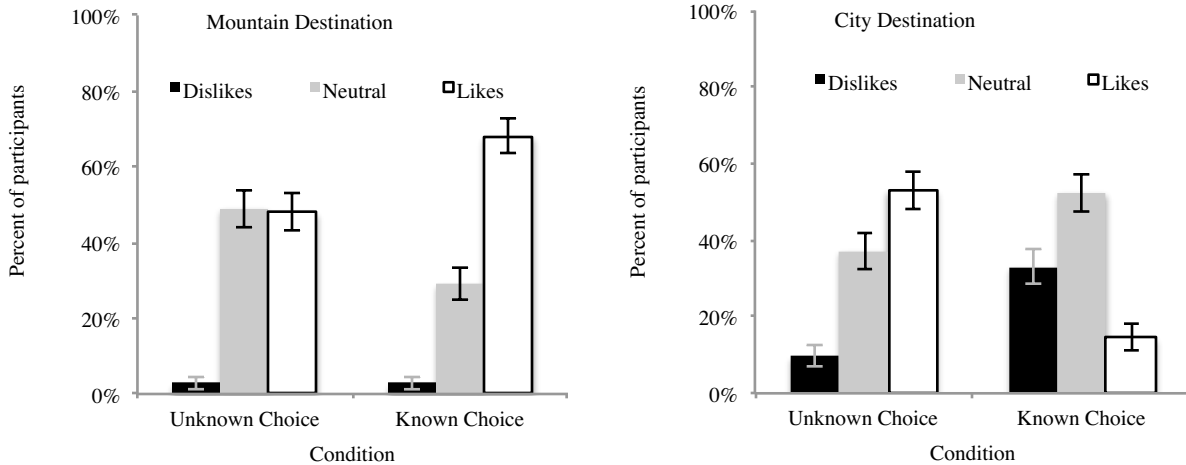 Mountain Destination
Dislikes Neutral Likes
100%
80%
60%
40%
20%
0%
Percent of participants
Unknown Choice Known Choice
Condition
City Destination
Dislikes Neutral Likes
100%
80%
60%
40%
20%
0%
Percent of participants
Unknown Choice Known Choice
Condition